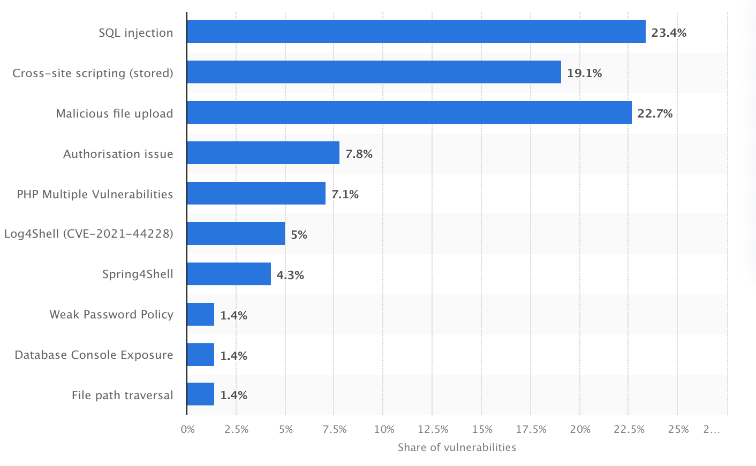 SQL injection 23.4%
Cross-site scripting (stored) 19.1%
Malicious file upload 22.7%
Authorisation issue 7.8%
PHP Multiple Vulnerabilities 7.1%
Log4Shell (CVE-2021-44228) 5%
Spring4Shell 4.3%
Weak Password Policy 1.4%
Database Console Exposure 1.4%
File path traversal 1.4%
0% 2.5% 5% 7.5% 10% 12.5% 15% 17.5% 20% 22.5% 25% 2...
Share of vulnerabilities